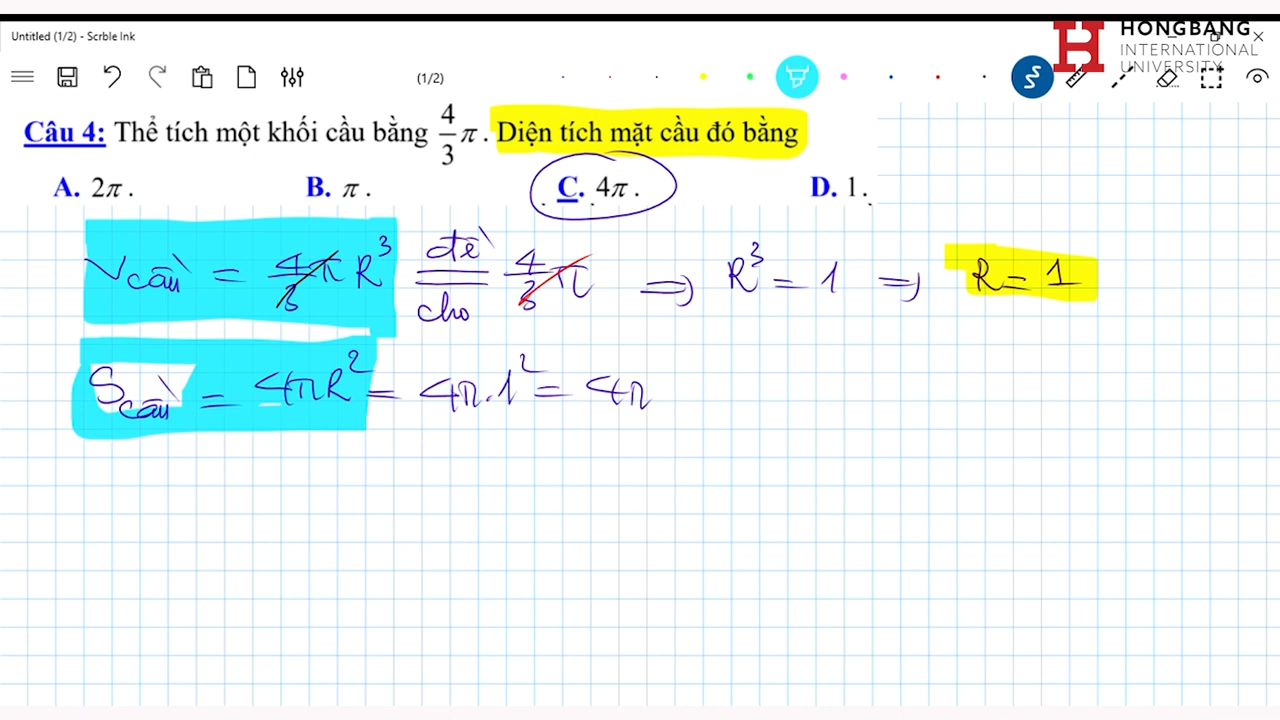 Untitled (1/2) - Scrble Ink
HONGBANG
INTERNATIONAL
UNIVERSITY
(1/2)
Câu 4: Thể tích một khối cầu bằng 4/3 π. Diện tích mặt cầu đó bằng
A. 2π. B. π. C. 4π. D. 1.
V cầu = 4/3 π R³ đề cho 4/3 π ⇒ R³ = 1 ⇒ R = 1
S cầu = 4πR² = 4π.1² = 4π